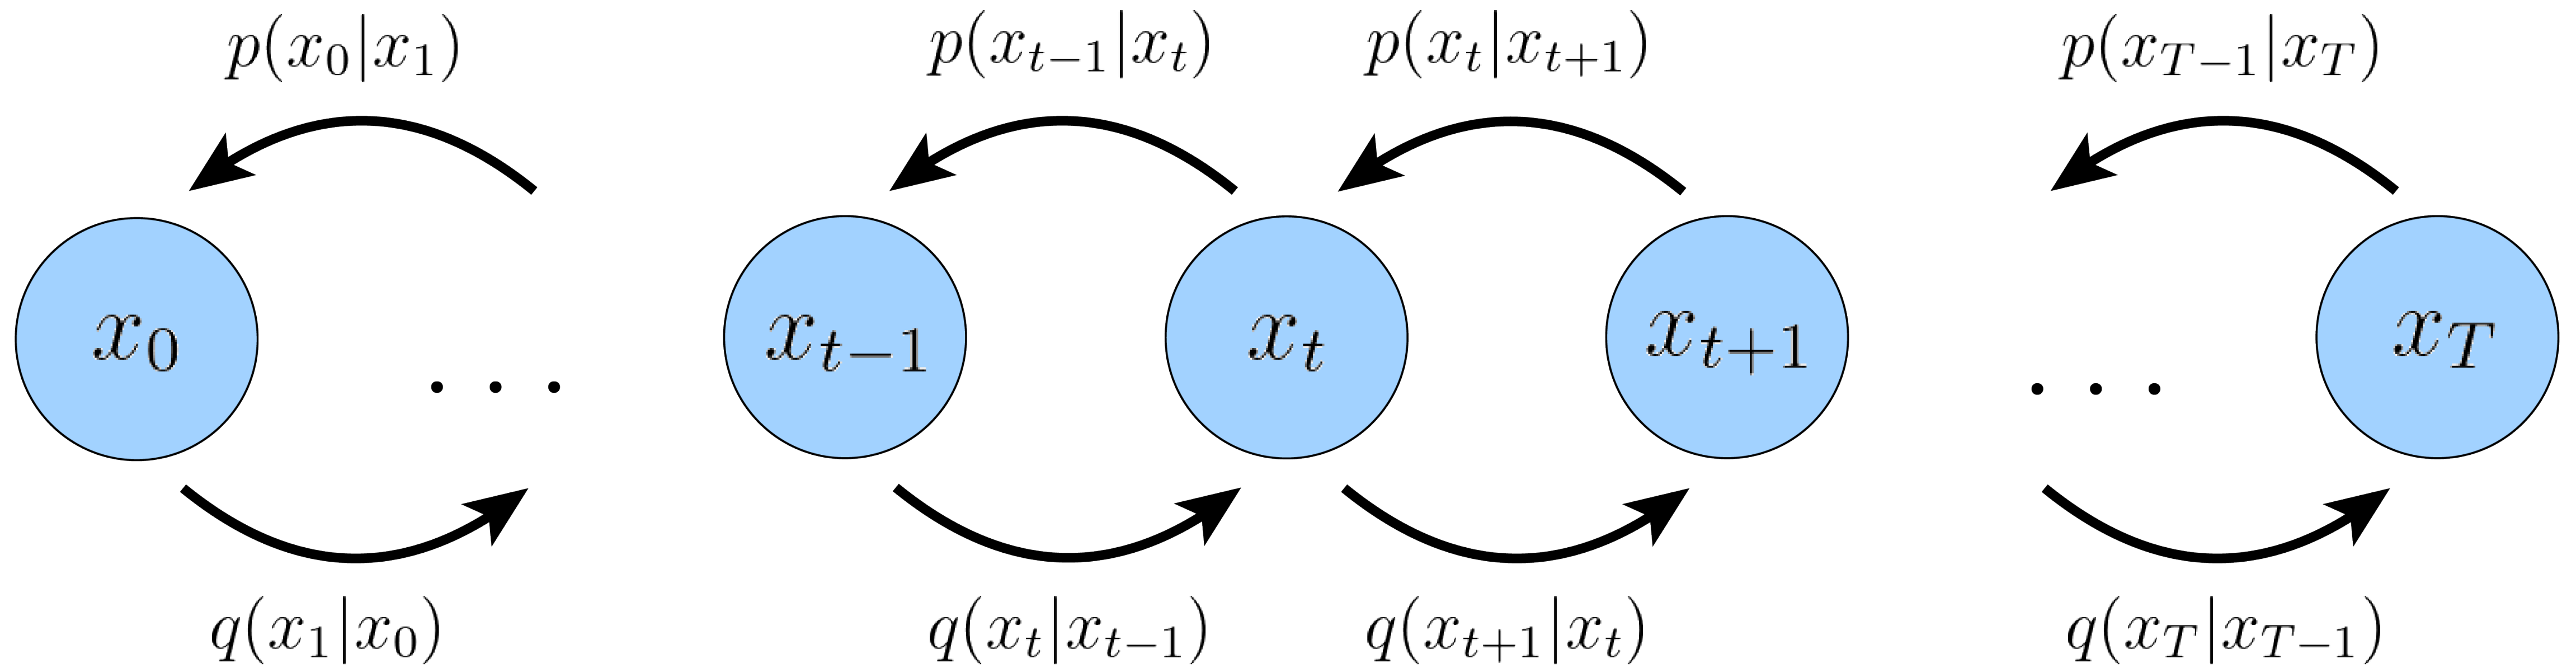 p(x_0|x_1) p(x_{t-1}|x_t) p(x_t|x_{t+1}) p(x_{T-1}|x_T)
x_0 . . . x_{t-1} x_t x_{t+1} . . . x_T
q(x_1|x_0) q(x_t|x_{t-1}) q(x_{t+1}|x_t) q(x_T|x_{T-1})